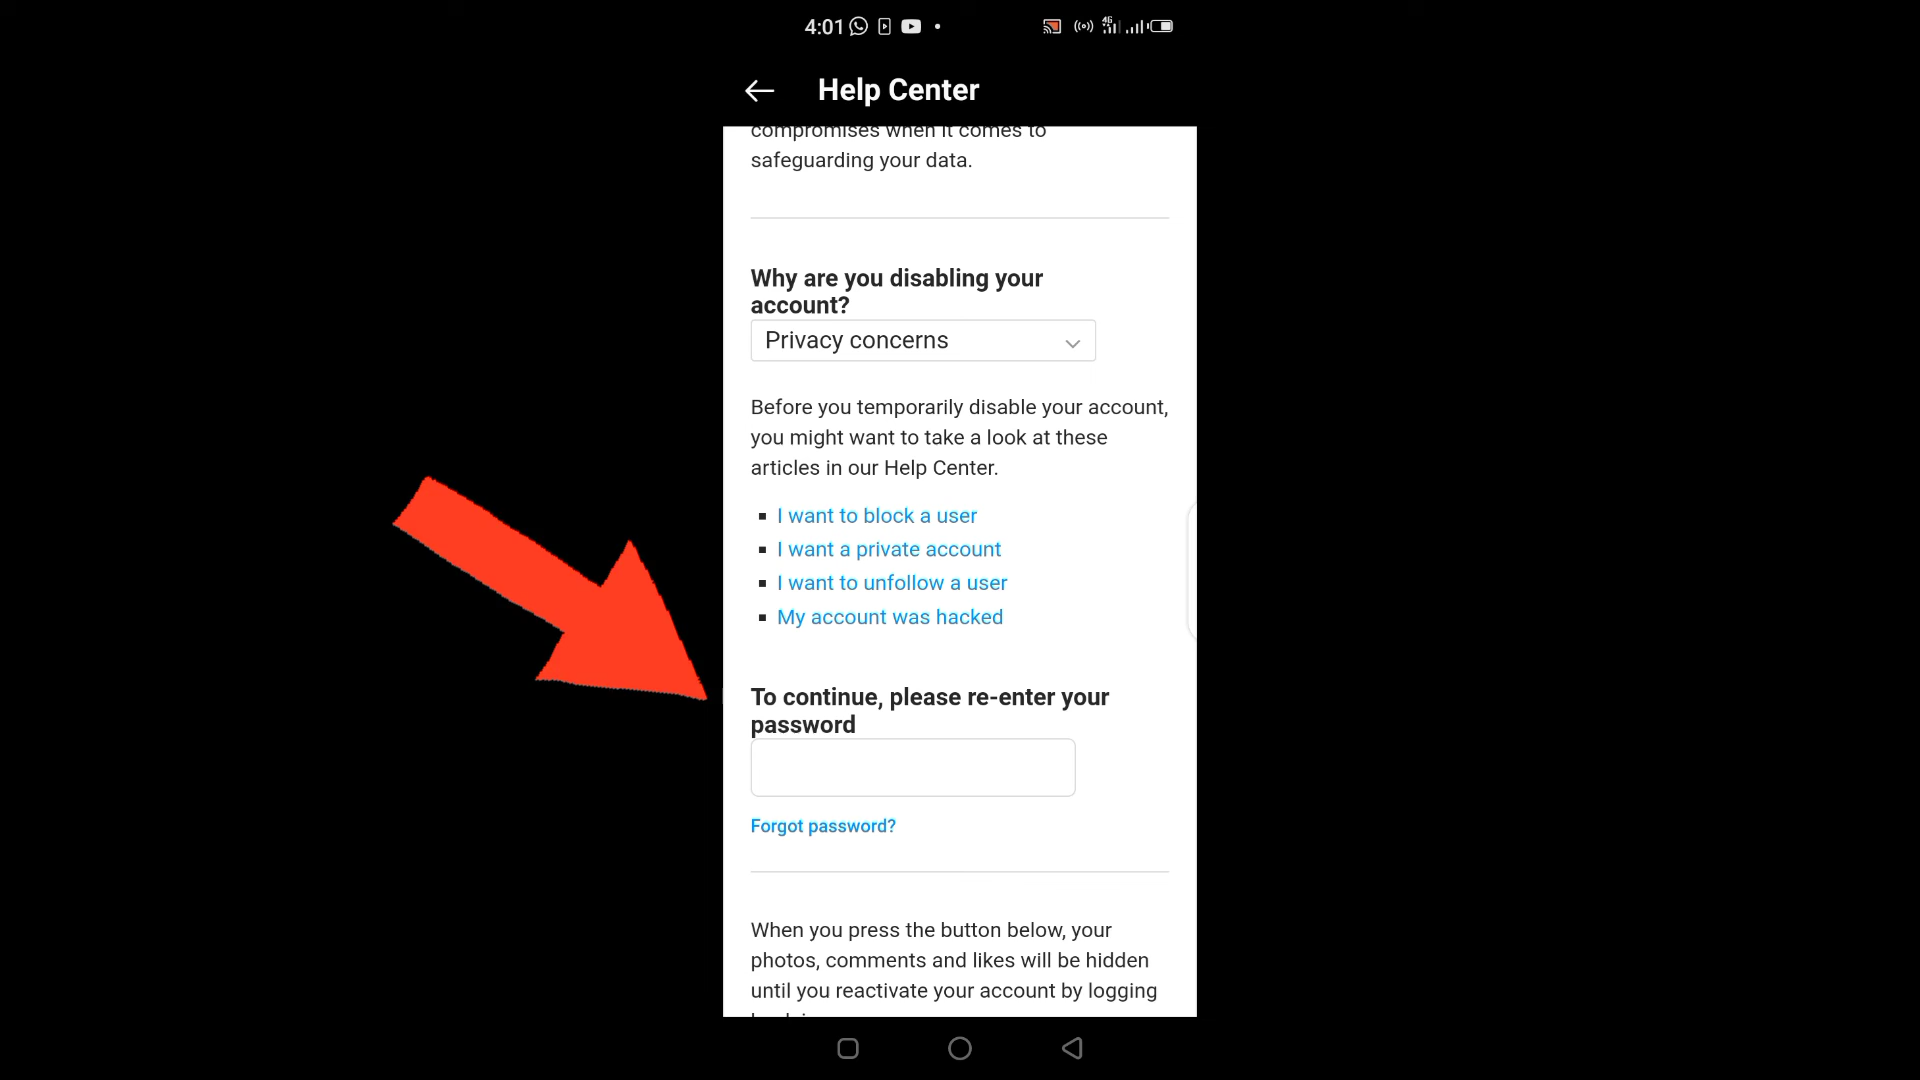 4:01
4G
Help Center
compromises when it comes to
safeguarding your data.
Why are you disabling your
account?
Privacy concerns
Before you temporarily disable your account,
you might want to take a look at these
articles in our Help Center.
I want to block a user
I want a private account
I want to unfollow a user
My account was hacked
To continue, please re-enter your
password
Forgot password?
When you press the button below, your
photos, comments and likes will be hidden
until you reactivate your account by logging